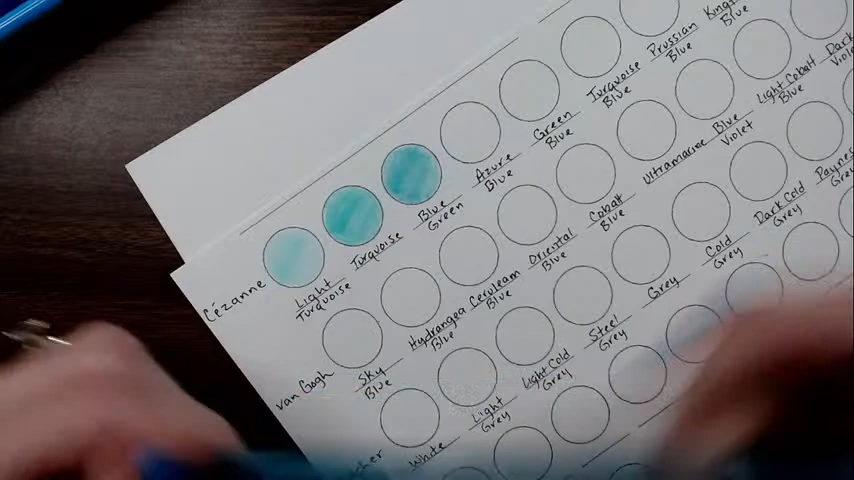 Cézanne
Light Turquoise
Turquoise
Blue Green
Azure Blue
Green Blue
Turquoise Blue
Prussian Blue
Blue
van Gogh
Sky Blue
Hydrangea Blue
Ceruleam Blue
Oriental Blue
Cobalt Blue
Ultramarine
Blue Violet
Light Cobalt Blue
Dark
White
Light Grey
Light Cold Grey
Steel Grey
Grey
Cold Grey
Dark Cold Grey
Paynes